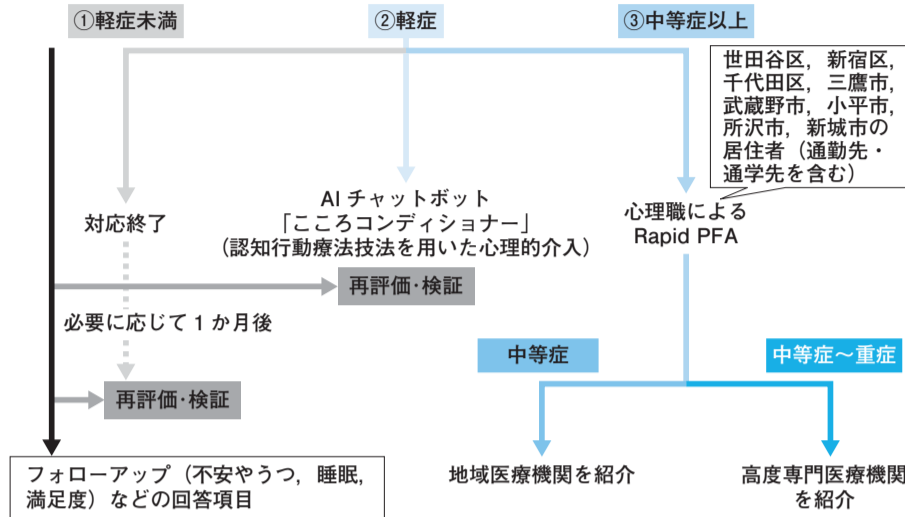 ①軽症未満
②軽症
③中等症以上
世田谷区，新宿区，
千代田区，三鷹市，
武蔵野市，小平市，
所沢市，新城市の
居住者（通勤先・
通学先を含む）
対応終了
AI チャットボット
「こころコンディショナー」
（認知行動療法技法を用いた心理的介入）
心理職による
Rapid PFA
再評価・検証
必要に応じて 1 か月後
中等症
中等症～重症
再評価・検証
フォローアップ（不安やうつ，睡眠，
満足度）などの回答項目
地域医療機関を紹介
高度専門医療機関
を紹介